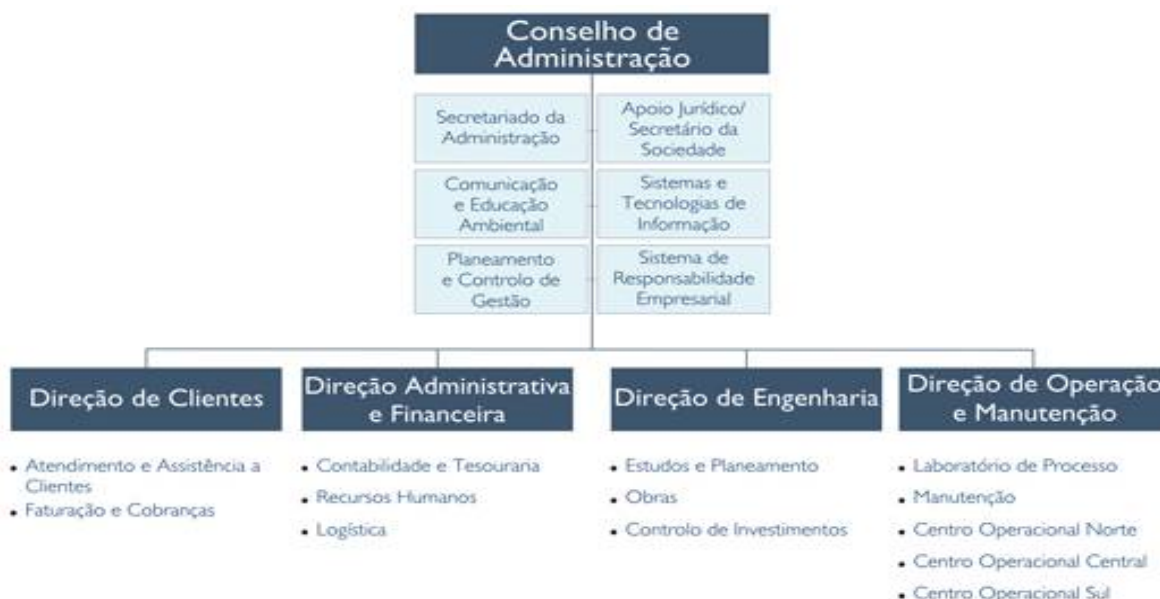 Conselho de
Administração
Secretariado da
Administração
Apoio Jurídico/
Secretário da
Sociedade
Comunicação
e Educação
Ambiental
Sistemas e
Tecnologias de
Informação
Planeamento
e Controlo de
Gestão
Sistema de
Responsabilidade
Empresarial
Direção de Clientes
Direção Administrativa
e Financeira
Direção de Engenharia
Direção de Operação
e Manutenção
• Atendimento e Assistência a
Clientes
• Faturação e Cobranças
• Contabilidade e Tesouraria
• Recursos Humanos
• Logística
• Estudos e Planeamento
• Obras
• Controlo de Investimentos
• Laboratório de Processo
• Manutenção
• Centro Operacional Norte
• Centro Operacional Central
• Centro Operacional Sul